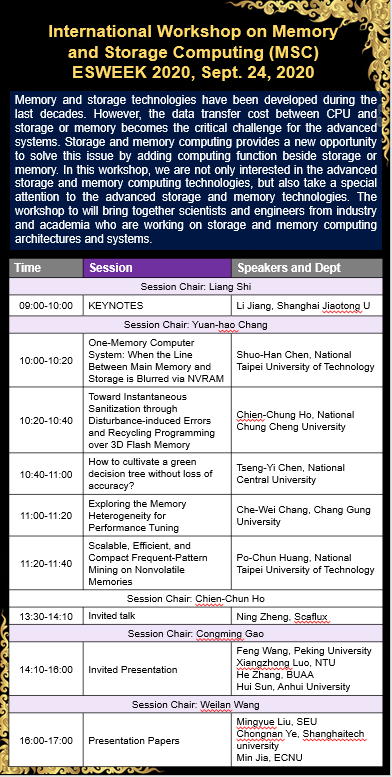 International Workshop on Memory
and Storage Computing (MSC)
ESWEEK 2020, Sept. 24, 2020
Memory and storage technologies have been developed during the
last decades. However, the data transfer cost between CPU and
storage or memory becomes the critical challenge for the advanced
systems. Storage and memory computing provides a new opportunity
to solve this issue by adding computing function beside storage or
memory. In this workshop, we are not only interested in the advanced
storage and memory computing technologies, but also take a special
attention to the advanced storage and memory technologies. The
workshop to will bring together scientists and engineers from industry
and academia who are working on storage and memory computing
architectures and systems.
Time Session Speakers and Dept
Session Chair: Liang Shi
09:00-10:00 KEYNOTES Li Jiang, Shanghai Jiaotong U
Session Chair: Yuan-hao Chang
10:00-10:20
One-Memory Computer
System: When the Line
Between Main Memory and
Storage is Blurred via NVRAM
Shuo-Han Chen, National
Taipei University of Technology
10:20-10:40
Toward Instantaneous
Sanitization through
Disturbance-induced Errors
and Recycling Programming
over 3D Flash Memory
Chien-Chung Ho, National
Chung Cheng University
10:40-11:00
How to cultivate a green
decision tree without loss of
accuracy?
Tseng-Yi Chen, National
Central University
11:00-11:20
Exploring the Memory
Heterogeneity for
Performance Tuning
Che-Wei Chang, Chang Gung
University
11:20-11:40
Scalable, Efficient, and
Compact Frequent-Pattern
Mining on Nonvolatile
Memories
Po-Chun Huang, National
Taipei University of Technology
Session Chair: Chien-Chun Ho
13:30-14:10 Invited talk Ning Zheng, Scaflux
Session Chair: Congming Gao
14:10-16:00 Invited Presentation
Feng Wang, Peking University
Xiangzhong Luo, NTU
He Zhang, BUAA
Hui Sun, Anhui University
Session Chair: Weilan Wang
16:00-17:00 Presentation Papers
Mingyue Liu, SEU
Chongnan Ye, Shanghaitech
university
Min Jia, ECNU